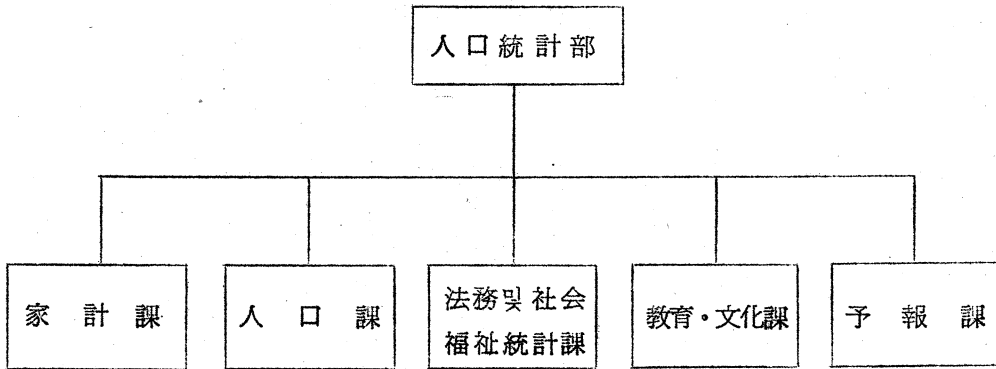 人口統計部
家計課
人口課
法務및社会
福祉統計課
教育・文化課
予報課